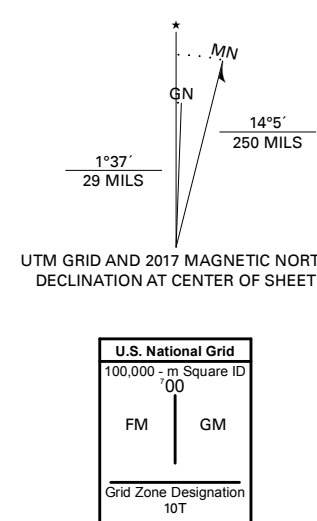 ★
MN
GN
14°5´
250 MILS
1°37´
29 MILS
UTM GRID AND 2017 MAGNETIC NORT
DECLINATION AT CENTER OF SHEET
U.S. National Grid
100,000 - m Square ID
⁷00
FM GM
Grid Zone Designation
10T